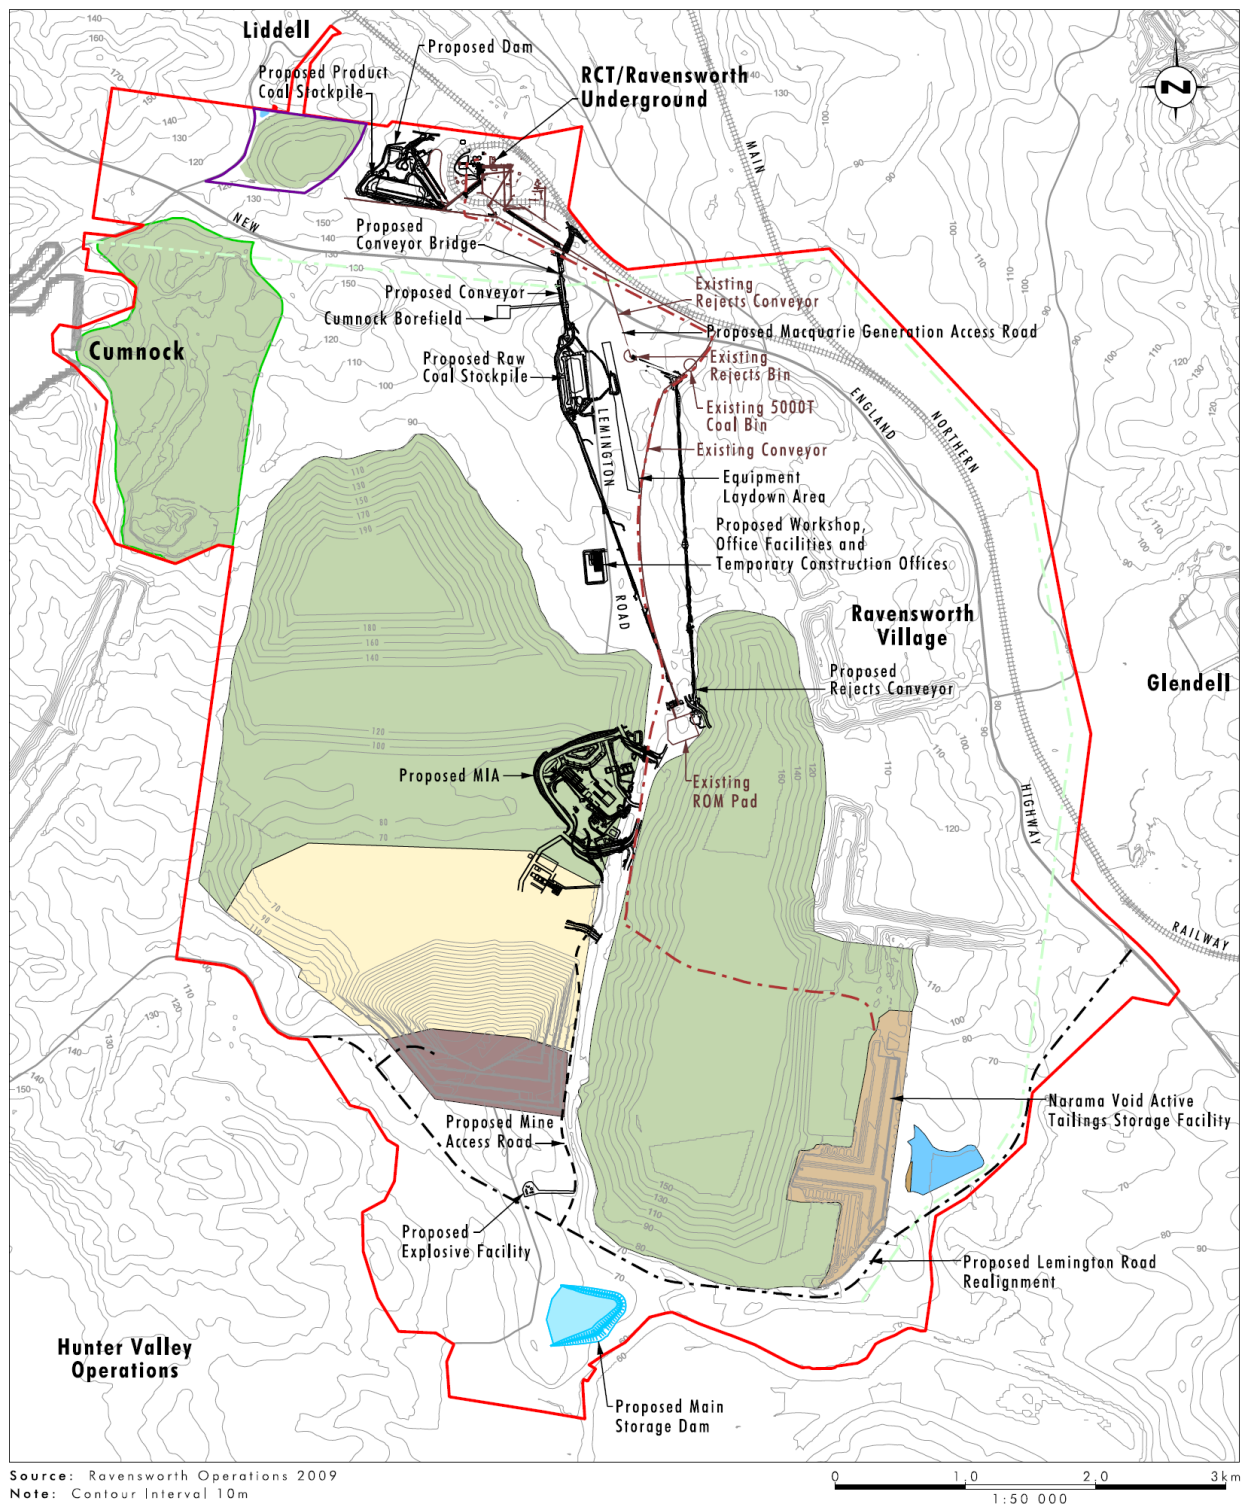 Liddell
Proposed Dam
Proposed Product
Coal Stockpile
RCT/Ravensworth
Underground
N
MAIN
NEW
Proposed
Conveyor Bridge
Proposed Conveyor
Cumnock Borefield
Existing
Rejects Conveyor
Proposed Macquarie Generation Access Road
Cumnock
Proposed Raw
Coal Stockpile
Existing
Rejects Bin
ENGLAND
Existing 5000T
Coal Bin
LEMINGTON
NORTHERN
Existing Conveyor
Equipment
Laydown Area
Proposed Workshop,
Office Facilities and
Temporary Construction Offices
ROAD
Ravensworth
Village
Proposed
Rejects Conveyor
Glendell
Proposed MIA
Existing
ROM Pad
HIGHWAY
RAILWAY
Narama Void Active
Tailings Storage Facility
Proposed Mine
Access Road
Proposed
Explosive Facility
Proposed Lemington Road
Realignment
Hunter Valley
Operations
Proposed Main
Storage Dam
Source: Ravensworth Operations 2009
Note: Contour Interval 10m
0 1.0 2.0 3km
1:50 000